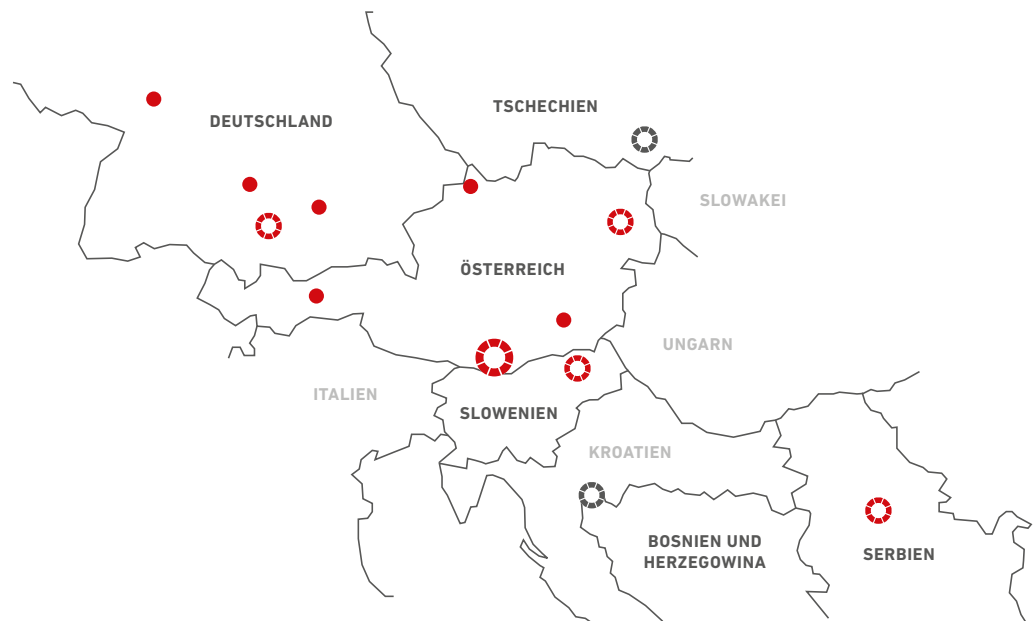 TSCHECHIEN
DEUTSCHLAND
SLOWAKEI
ÖSTERREICH
UNGARN
ITALIEN
SLOWENIEN
KROATIEN
BOSNIEN UND
HERZEGOWINA
SERBIEN